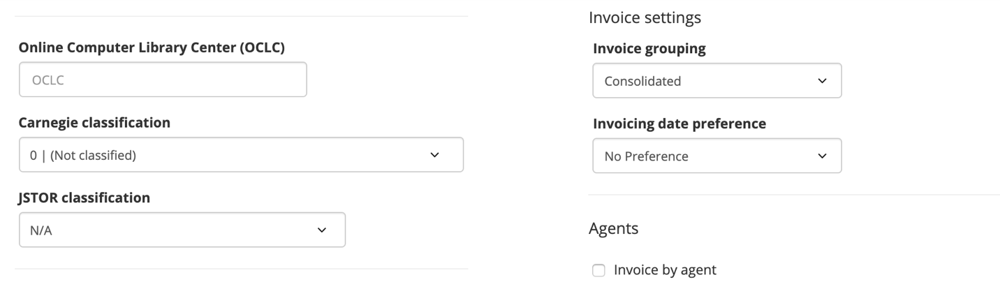 Online Computer Library Center (OCLC)
OCLC
Carnegie classification
0 | (Not classified)
JSTOR classification
N/A
Invoice settings
Invoice grouping
Consolidated
Invoicing date preference
No Preference
Agents
Invoice by agent